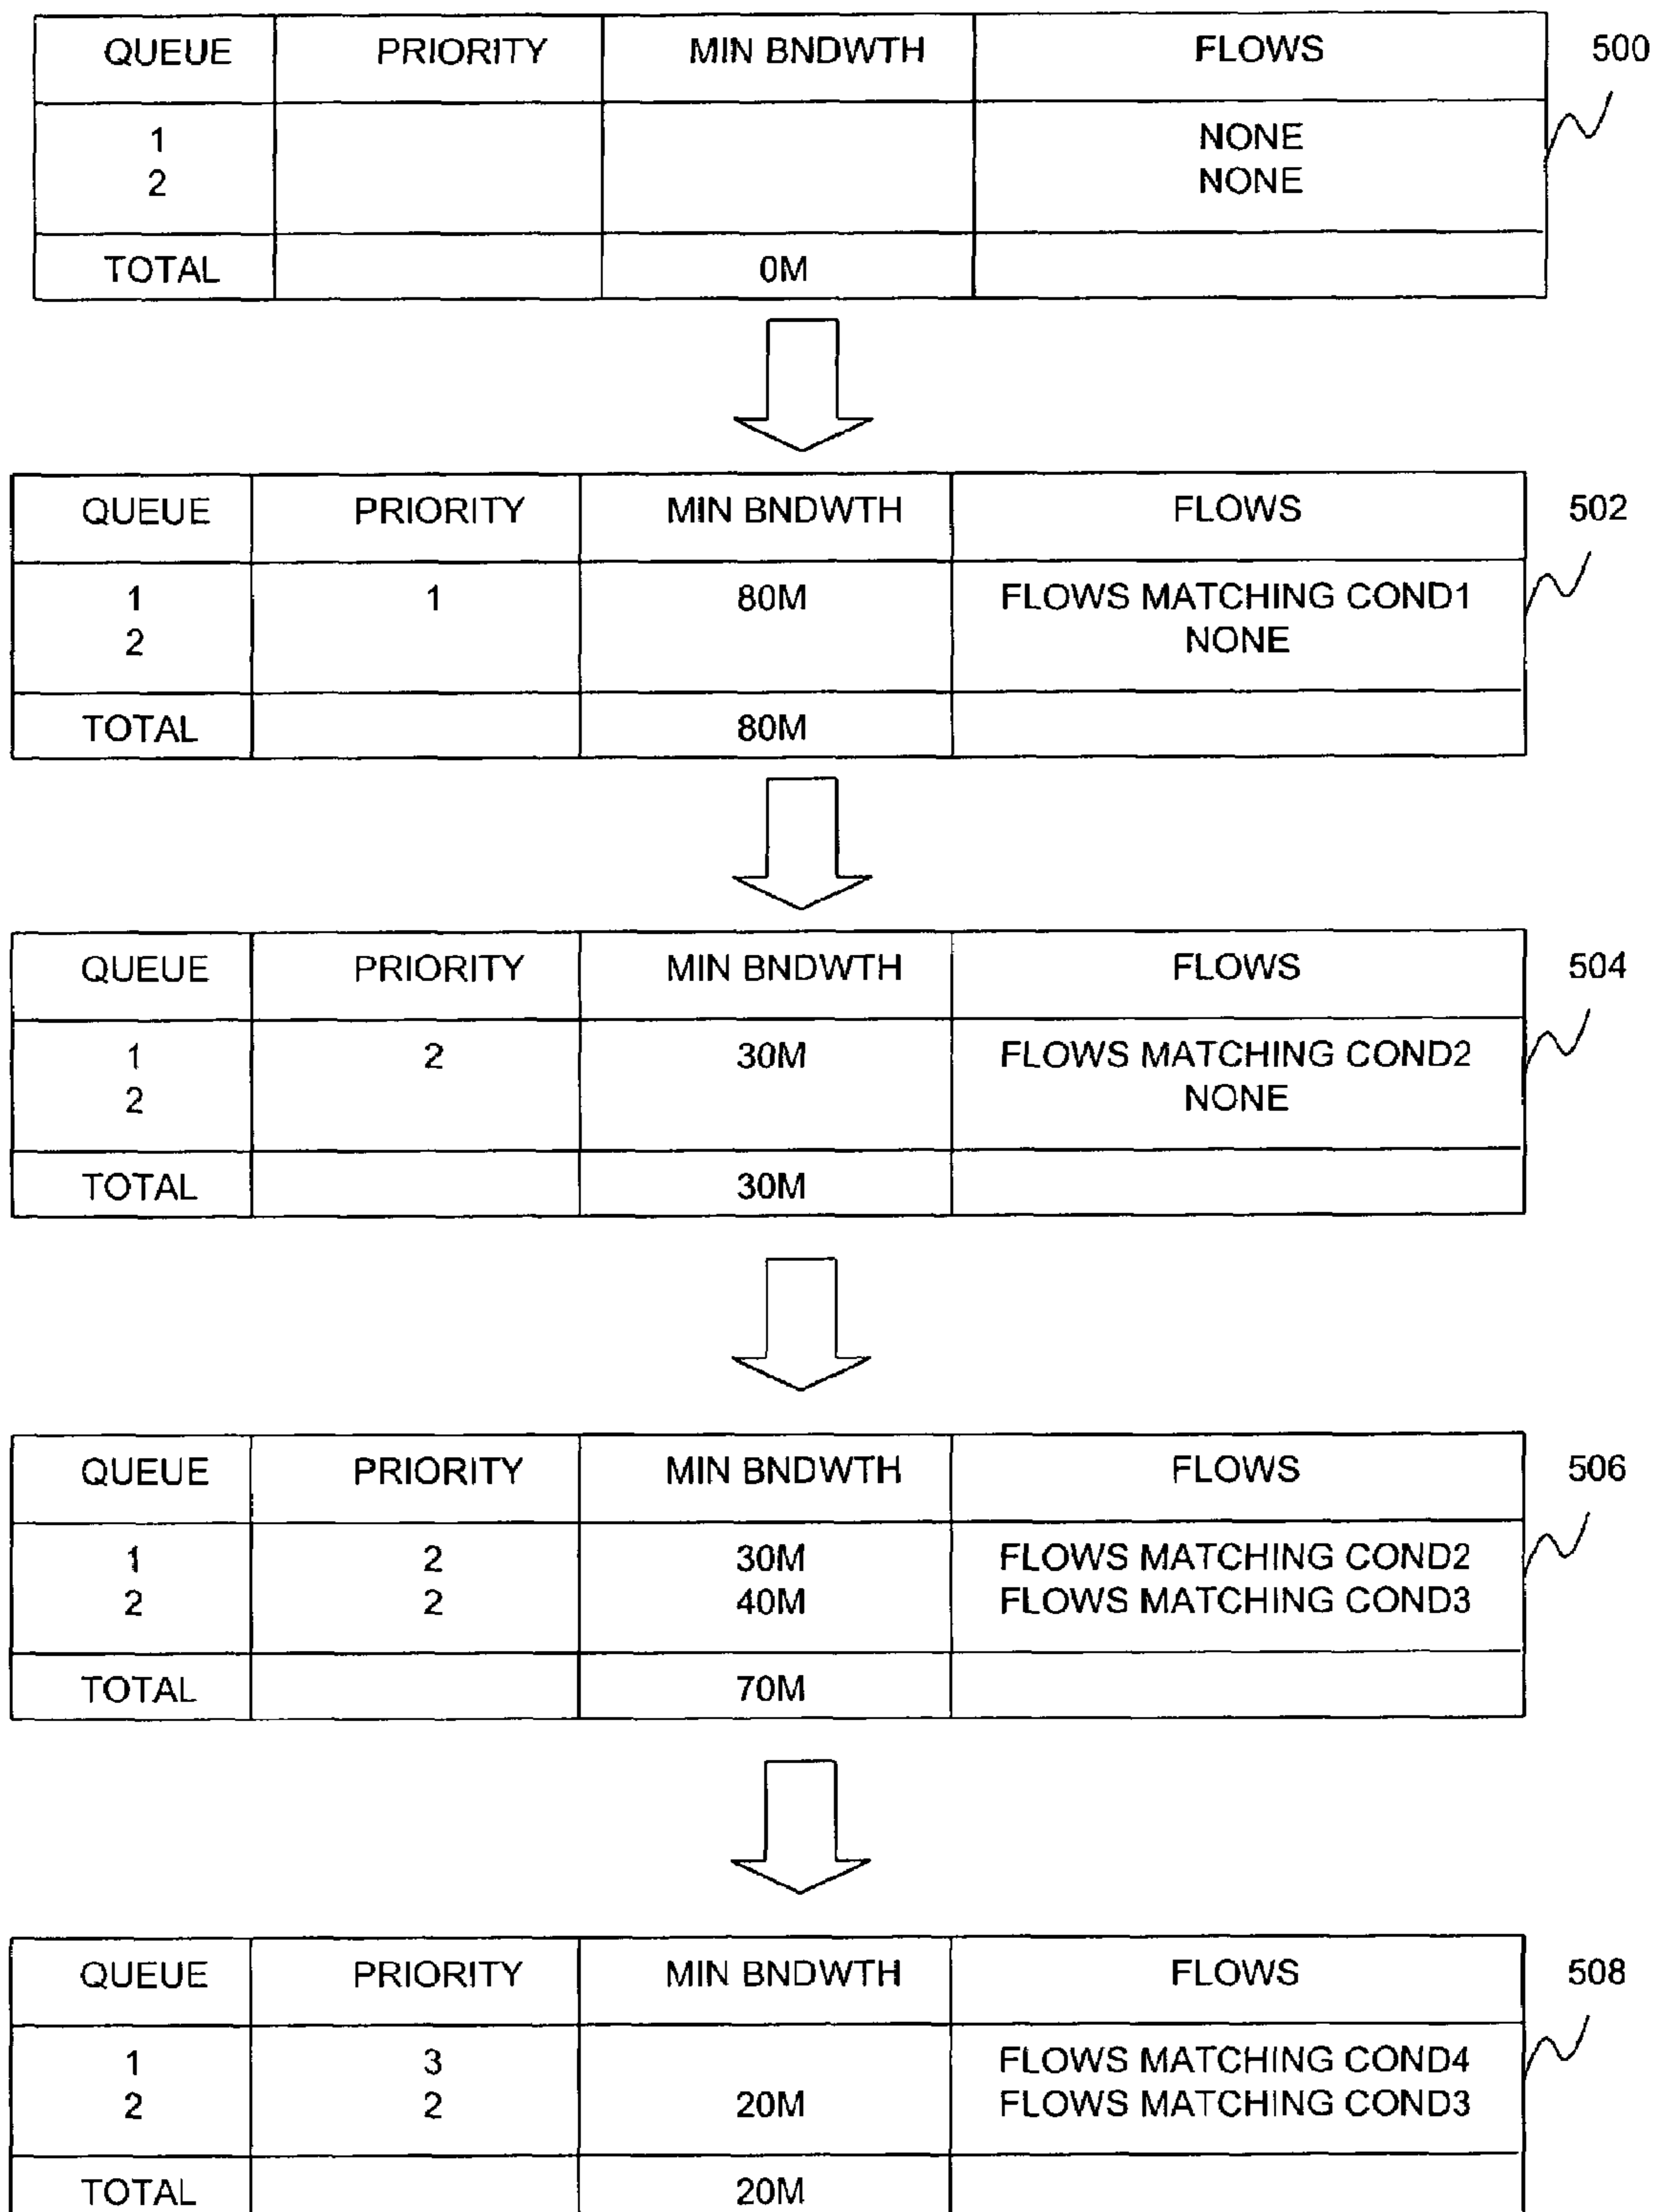 QUEUE PRIORITY MIN BNDWTH FLOWS 500
1 NONE
2 NONE
TOTAL 0M
QUEUE PRIORITY MIN BNDWTH FLOWS 502
1 1 80M FLOWS MATCHING COND1
2 NONE
TOTAL 80M
QUEUE PRIORITY MIN BNDWTH FLOWS 504
1 2 30M FLOWS MATCHING COND2
2 NONE
TOTAL 30M
QUEUE PRIORITY MIN BNDWTH FLOWS 506
1 2 30M FLOWS MATCHING COND2
2 2 40M FLOWS MATCHING COND3
TOTAL 70M
QUEUE PRIORITY MIN BNDWTH FLOWS 508
1 3 FLOWS MATCHING COND4
2 2 20M FLOWS MATCHING COND3
TOTAL 20M